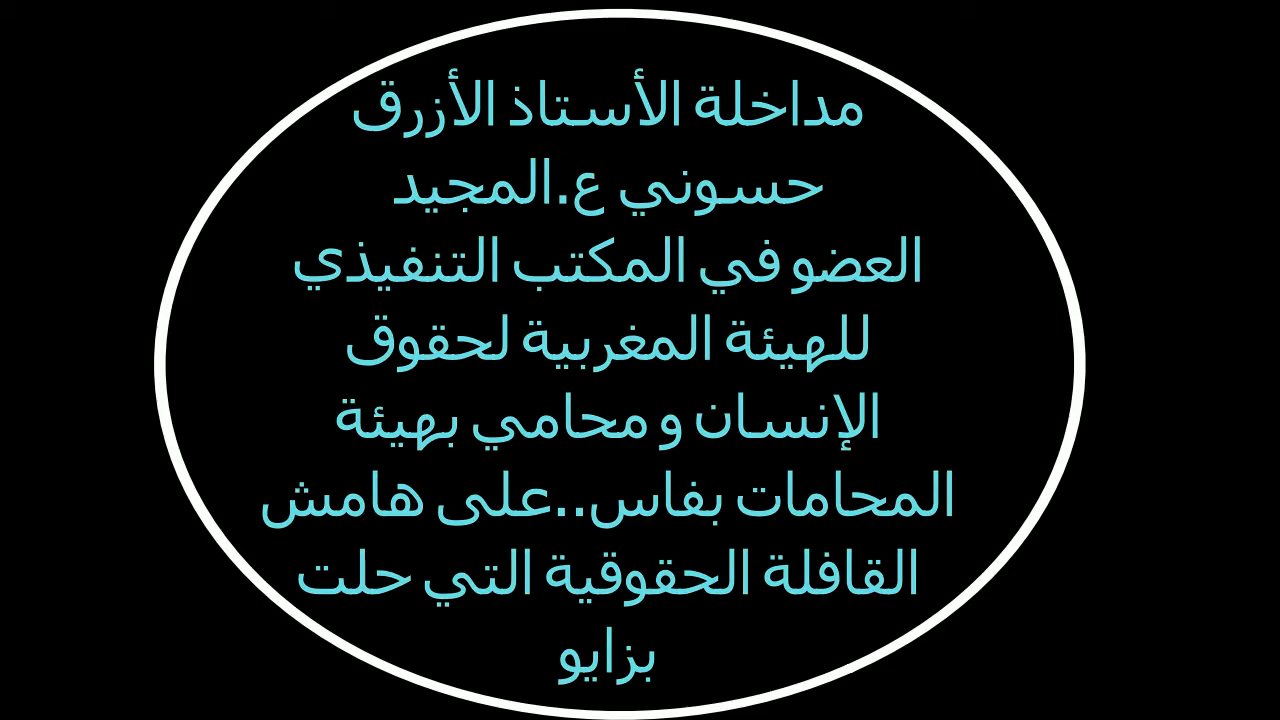 مداخلة الأستاذ الأزرق
حسوني ع.المجيد
العضو في المكتب التنفيذي
للهيئة المغربية لحقوق
الإنسان و محامي بهيئة
المحامات بفاس..على هامش
القافلة الحقوقية التي حلت
بزايو